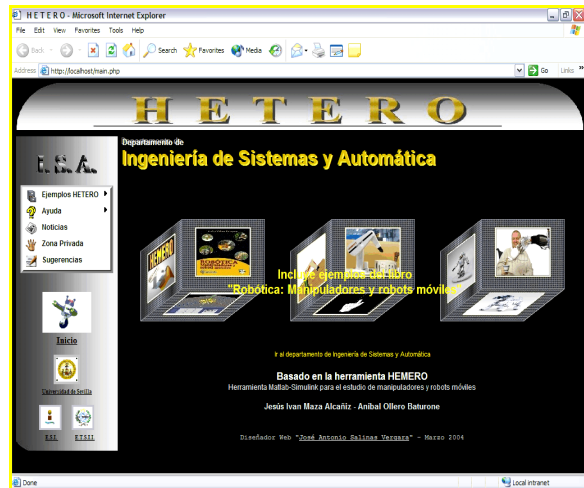 H E T E R O - Microsoft Internet Explorer
File Edit View Favorites Tools Help
Back Search Favorites Media
Address http://localhost/main.php Go Links
HETERO
I. S. A.
Departamento de
Ingeniería de Sistemas y Automática
Ejemplos HETERO
Ayuda
Noticias
Zona Privada
Sugerencias
HEMERO
ROBÓTICA
Incluye ejemplos del libro
"Robótica: Manipuladores y robots móviles"
Inicio
Universidad de Sevilla
E.S.I. E.T.S.I.I.
Ir al departamento de Ingeniería de Sistemas y Automática
Basado en la herramienta HEMERO
Herramienta Matlab-Simulink para el estudio de manipuladores y robots móviles
Jesús Ivan Maza Alcañiz - Anibal Ollero Baturone
Diseñador Web "José Antonio Salinas Vergara" - Marzo 2004
Done Local intranet